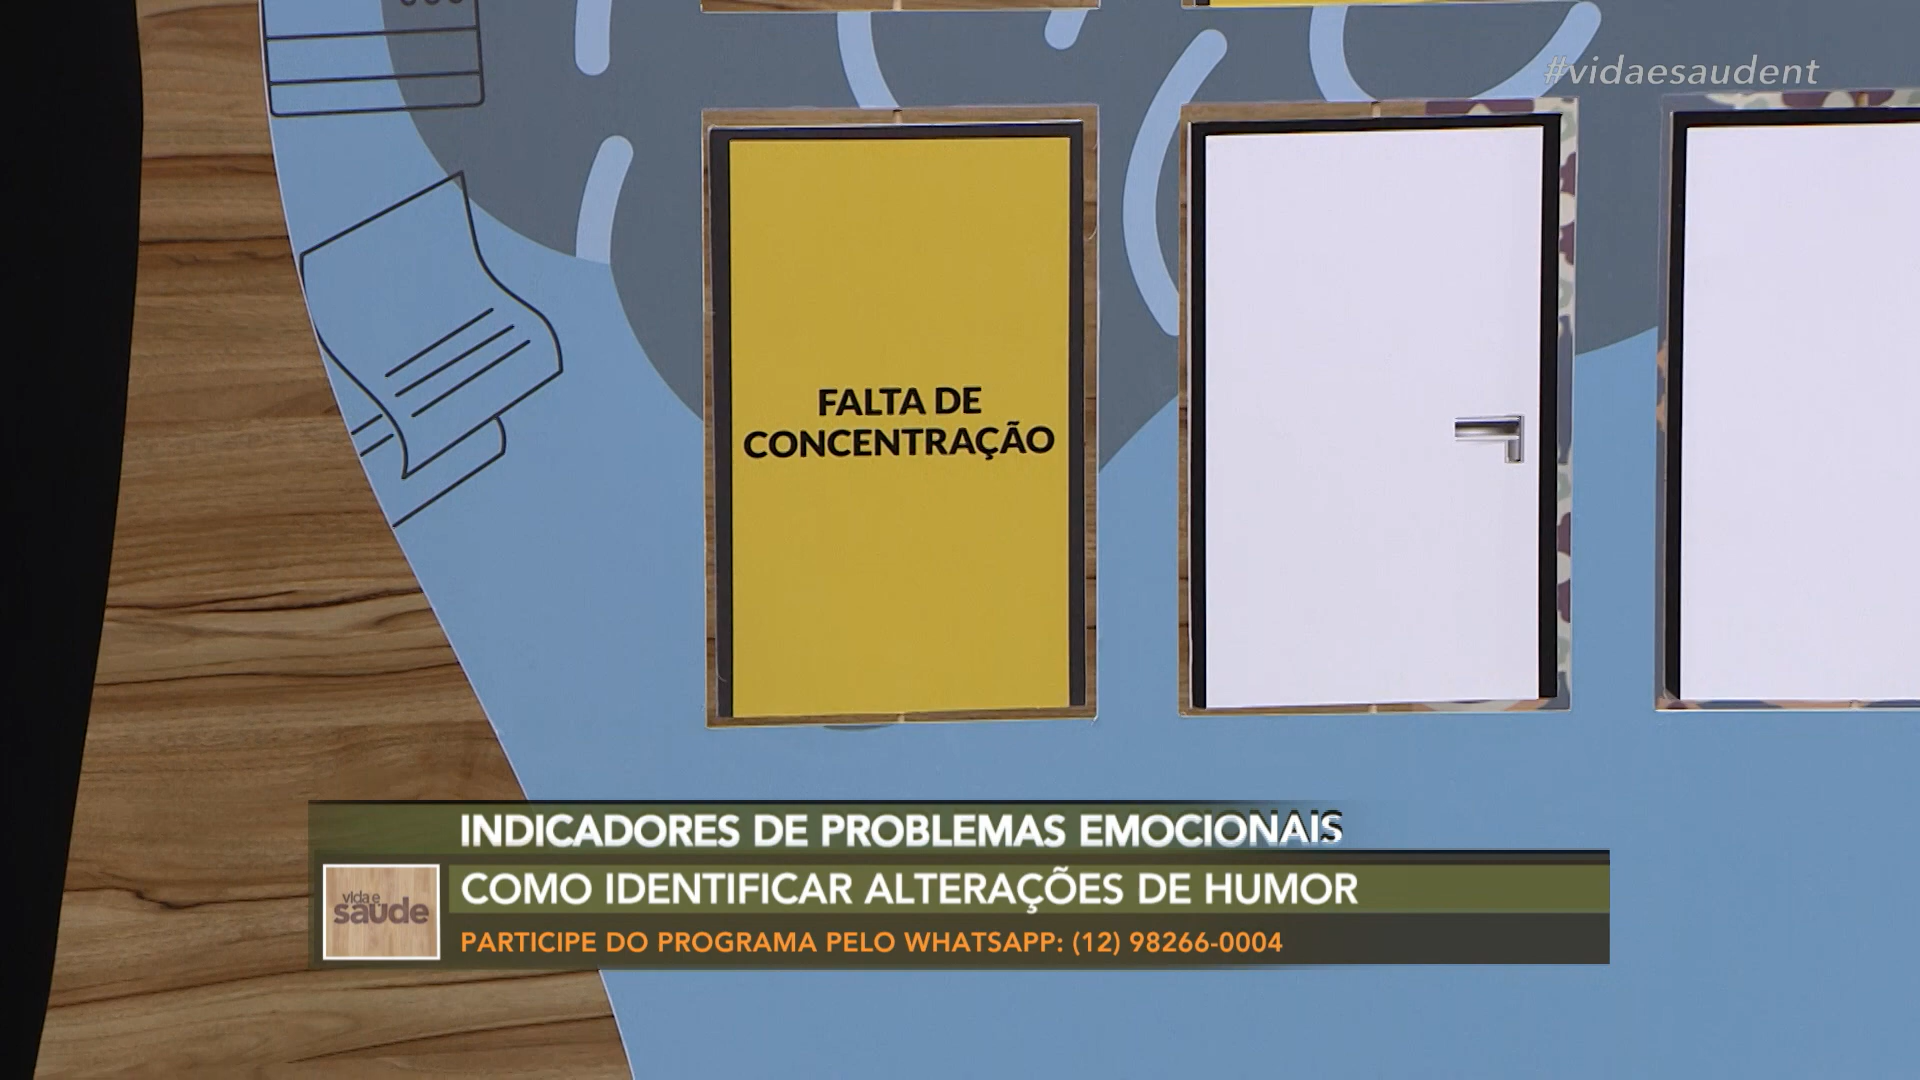 #vidaesaudent
FALTA DE
CONCENTRAÇÃO
INDICADORES DE PROBLEMAS EMOCIONAIS
COMO IDENTIFICAR ALTERAÇÕES DE HUMOR
vida e
saúde
PARTICIPE DO PROGRAMA PELO WHATSAPP: (12) 98266-0004